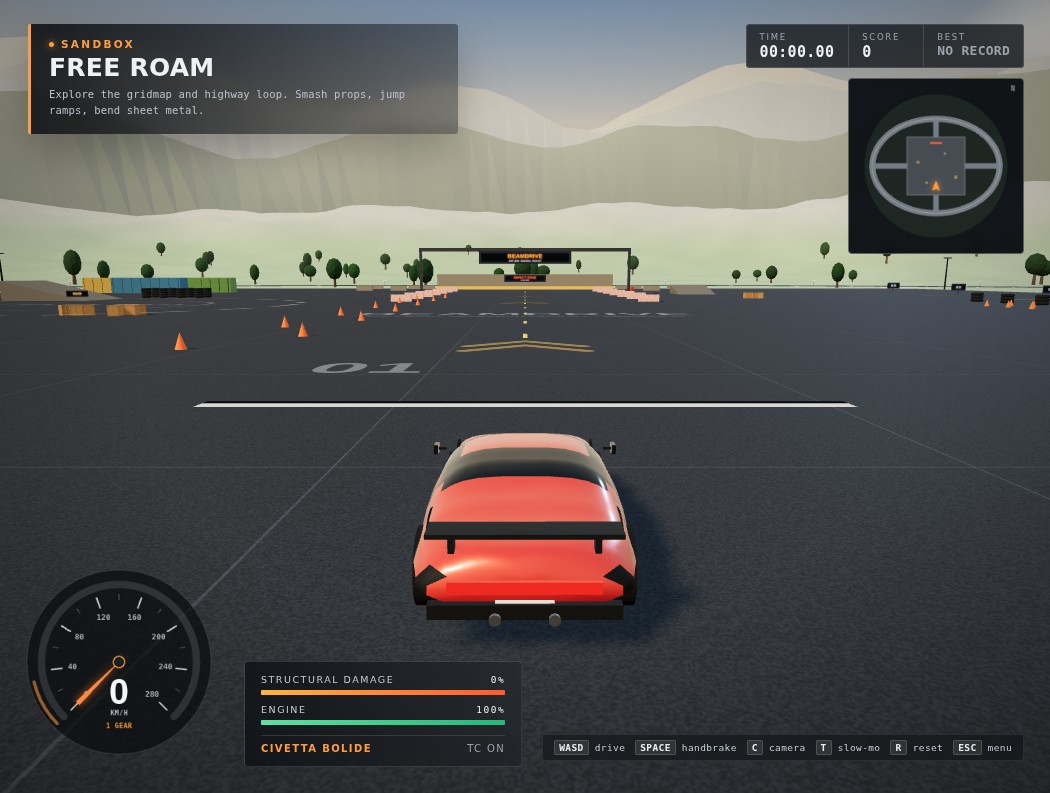 SANDBOX
FREE ROAM
Explore the gridmap and highway loop. Smash props, jump
ramps, bend sheet metal.
TIME
00:00.00
SCORE
0
BEST
NO RECORD
N
BEAMDRIVE
01
120 160
80 200
40 240
0 280
KM/H
1 GEAR
STRUCTURAL DAMAGE 0%
ENGINE 100%
CIVETTA BOLIDE TC ON
WASD drive SPACE handbrake C camera T slow-mo R reset ESC menu